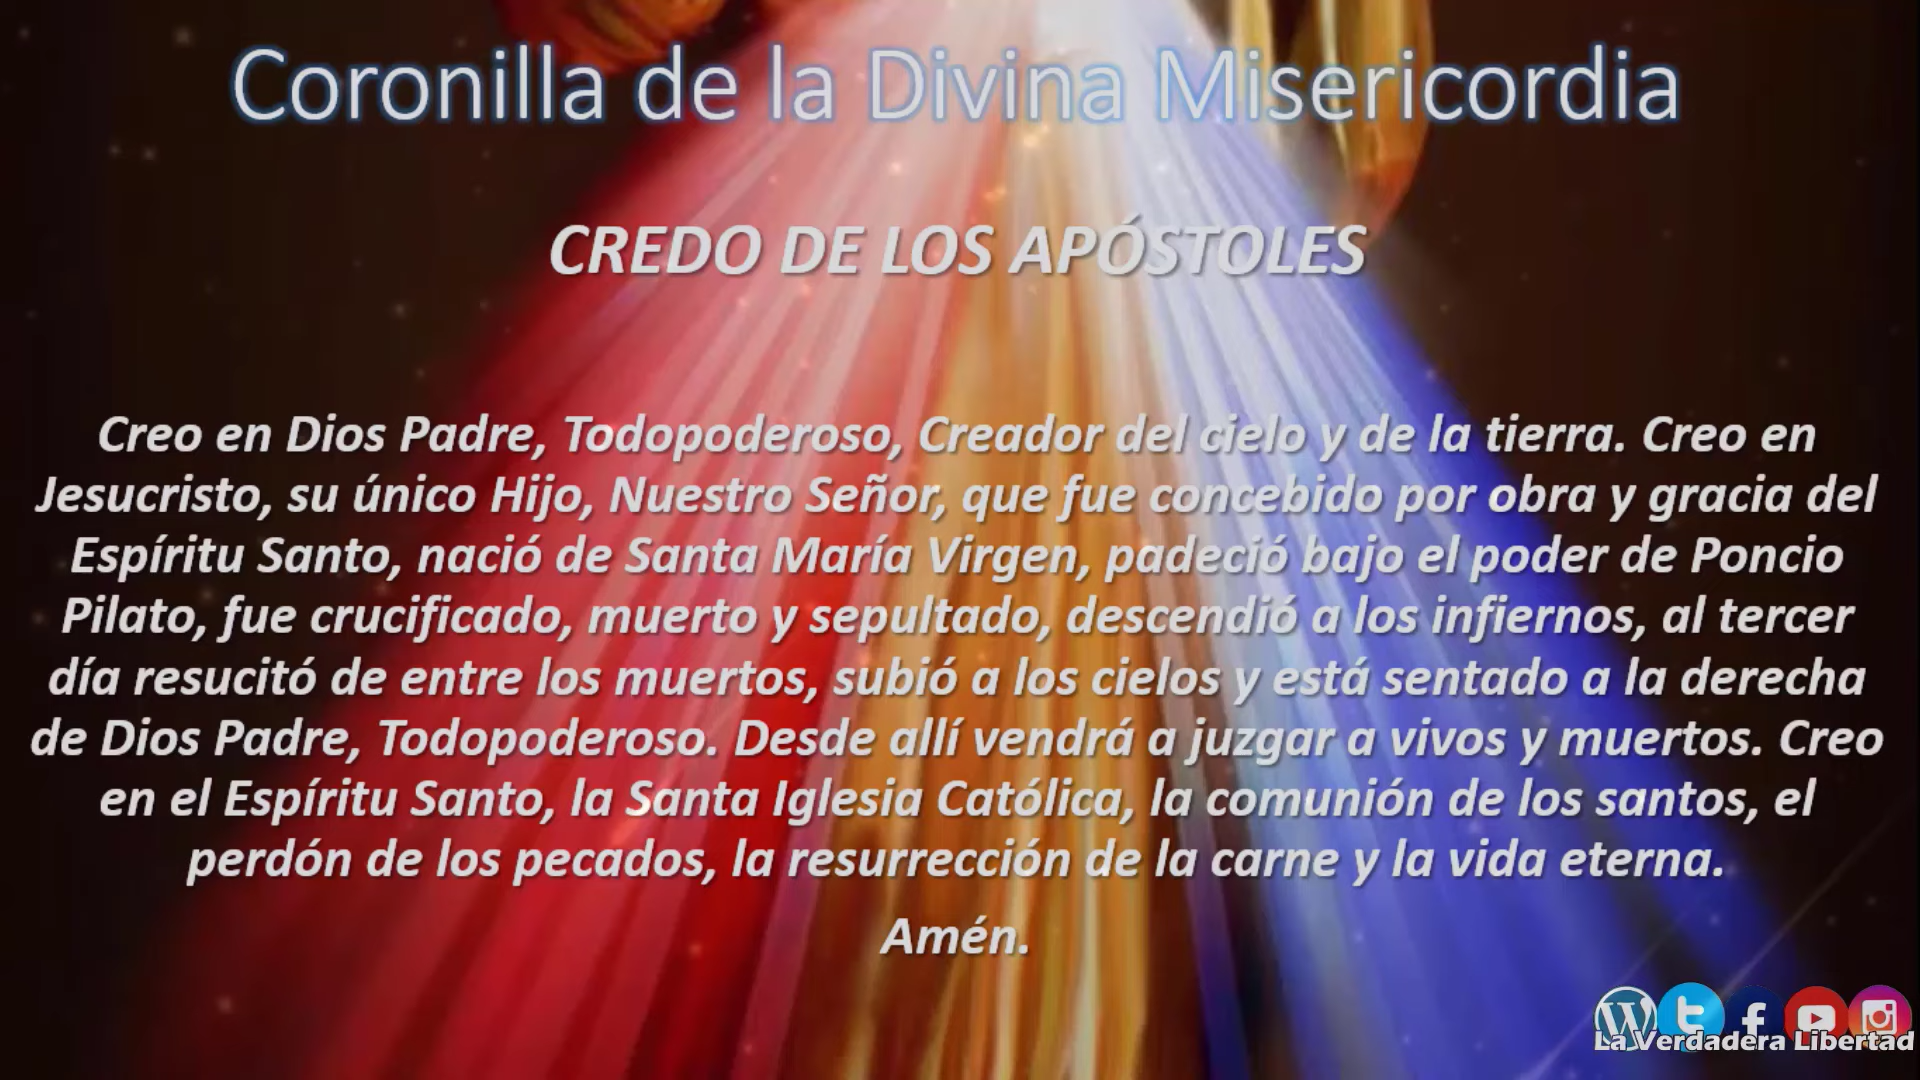 Coronilla de la Divina Misericordia
CREDO DE LOS APÓSTOLES
Creo en Dios Padre, Todopoderoso, Creador del cielo y de la tierra. Creo en
Jesucristo, su único Hijo, Nuestro Señor, que fue concebido por obra y gracia del
Espíritu Santo, nació de Santa María Virgen, padeció bajo el poder de Poncio
Pilato, fue crucificado, muerto y sepultado, descendió a los infiernos, al tercer
día resucitó de entre los muertos, subió a los cielos y está sentado a la derecha
de Dios Padre, Todopoderoso. Desde allí vendrá a juzgar a vivos y muertos. Creo
en el Espíritu Santo, la Santa Iglesia Católica, la comunión de los santos, el
perdón de los pecados, la resurrección de la carne y la vida eterna.
Amén.
La Verdadera Libertad